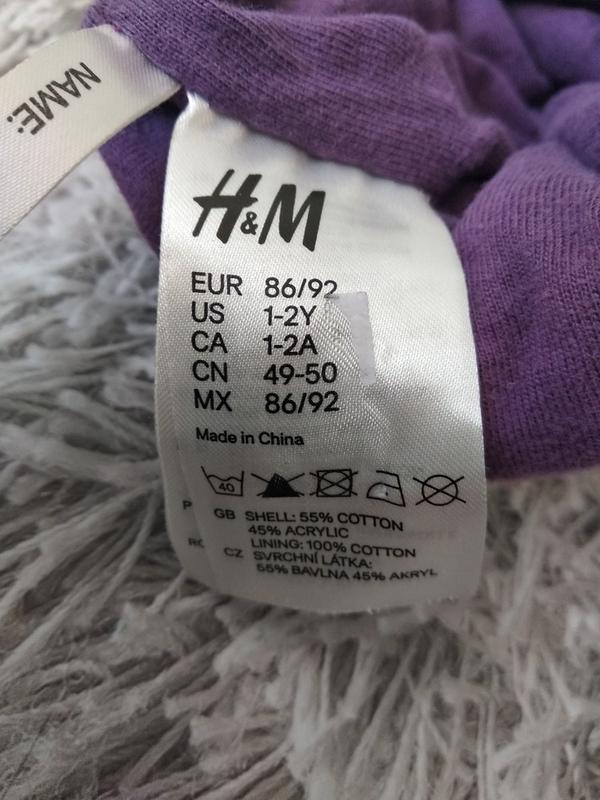 NAME:
H&M
EUR 86/92
US 1-2Y
CA 1-2A
CN 49-50
MX 86/92
Made in China
40
GB SHELL: 55% COTTON
45% ACRYLIC
LINING: 100% COTTON
CZ SVRCHNÍ LÁTKA:
55% BAVLNA 45% AKRYL